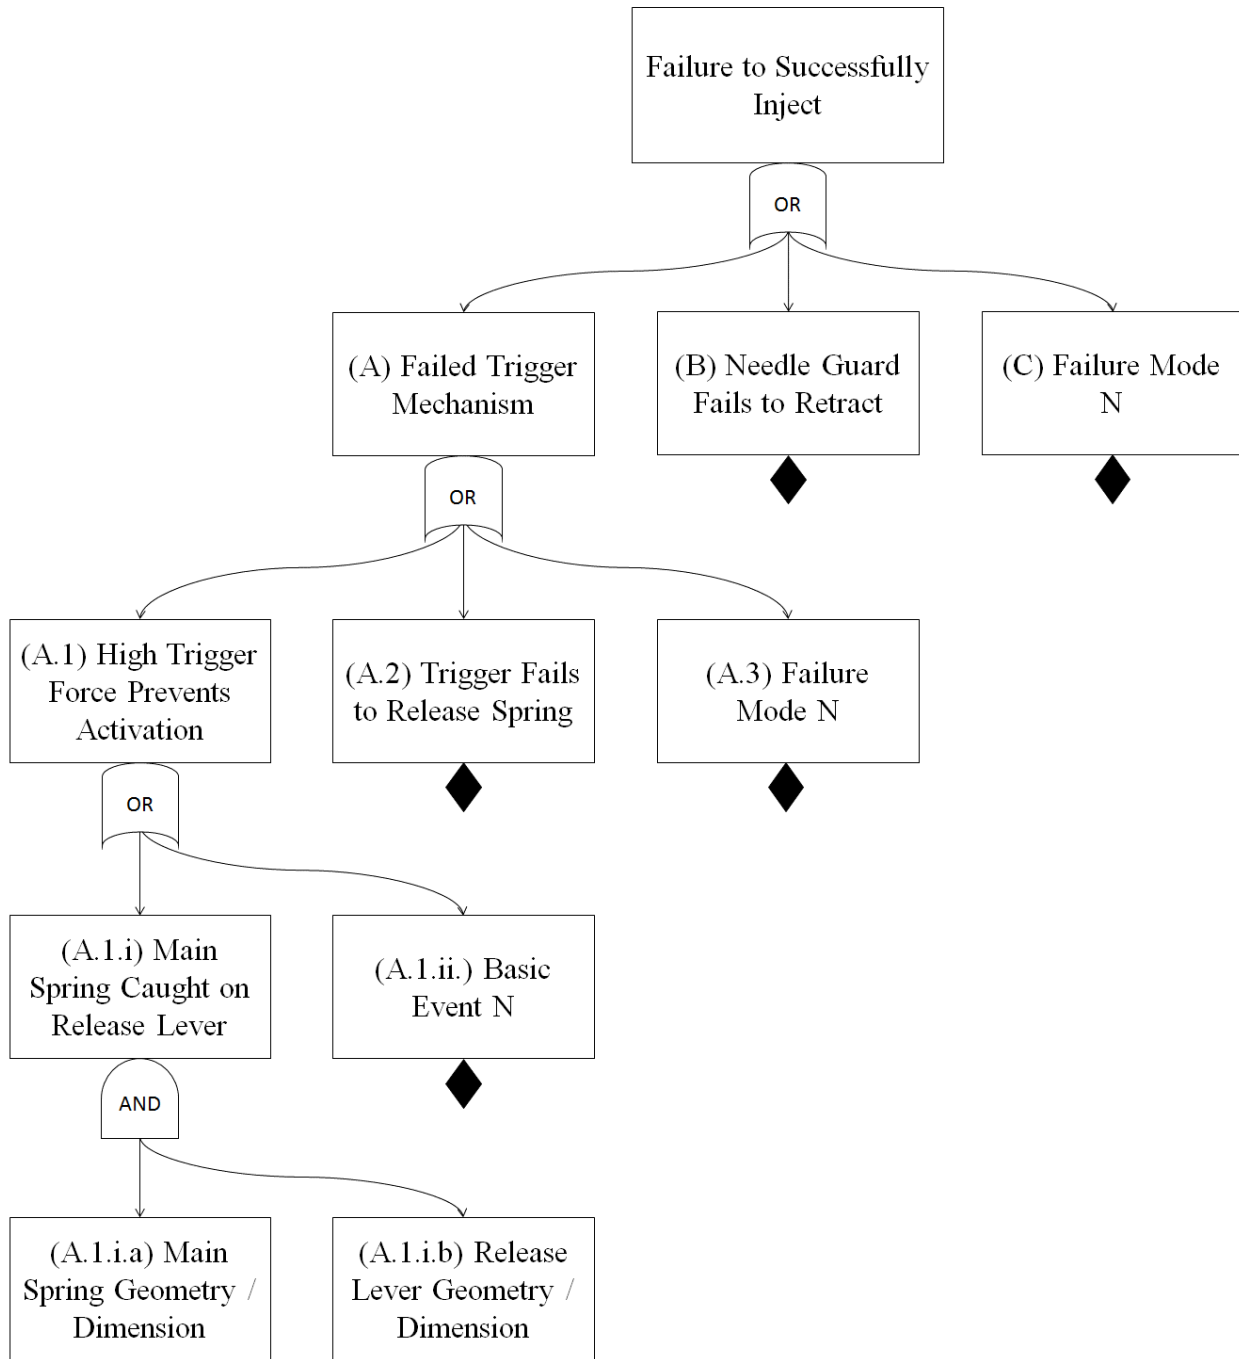 Failure to Successfully
Inject
OR
(A) Failed Trigger
Mechanism
(B) Needle Guard
Fails to Retract
(C) Failure Mode
N
OR
(A.1) High Trigger
Force Prevents
Activation
(A.2) Trigger Fails
to Release Spring
(A.3) Failure
Mode N
OR
(A.1.i) Main
Spring Caught on
Release Lever
(A.1.ii.) Basic
Event N
AND
(A.1.i.a) Main
Spring Geometry /
Dimension
(A.1.i.b) Release
Lever Geometry /
Dimension